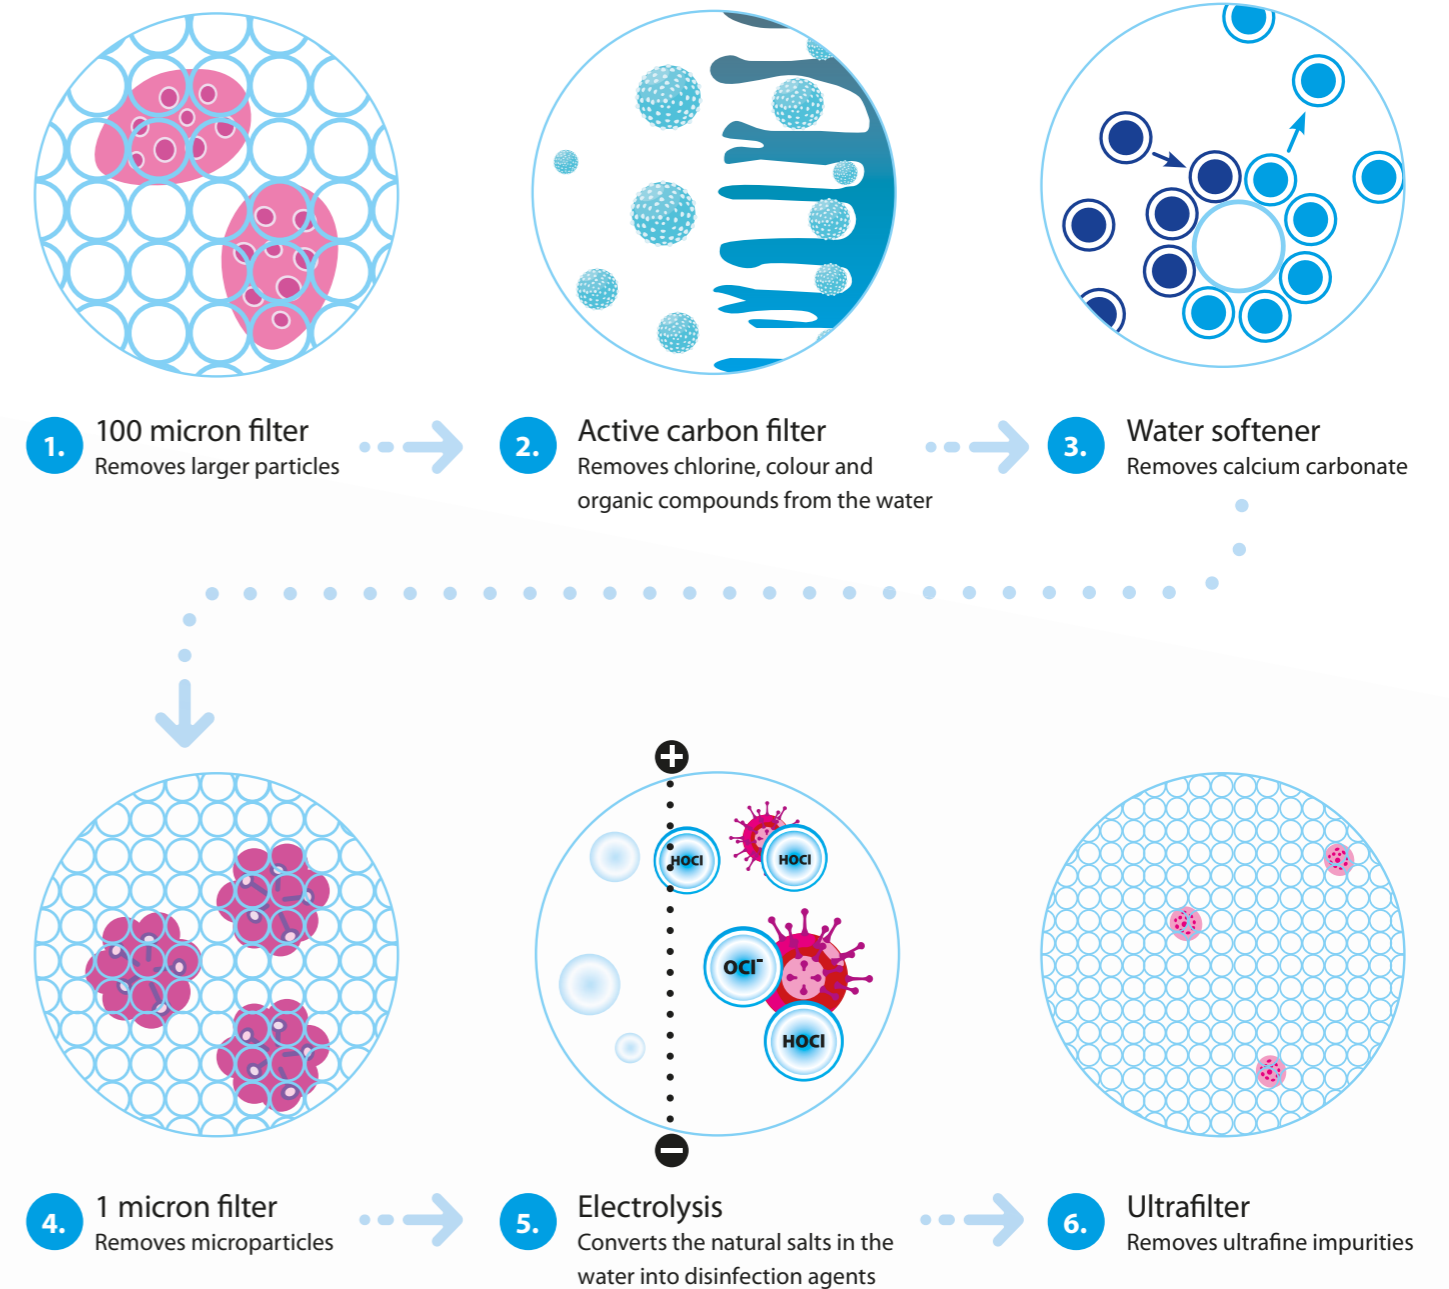 1.
100 micron filter
Removes larger particles
2.
Active carbon filter
Removes chlorine, colour and
organic compounds from the water
3.
Water softener
Removes calcium carbonate
+
HOCl
HOCl
OCl⁻
HOCl
−
4.
1 micron filter
Removes microparticles
5.
Electrolysis
Converts the natural salts in the
water into disinfection agents
6.
Ultrafilter
Removes ultrafine impurities